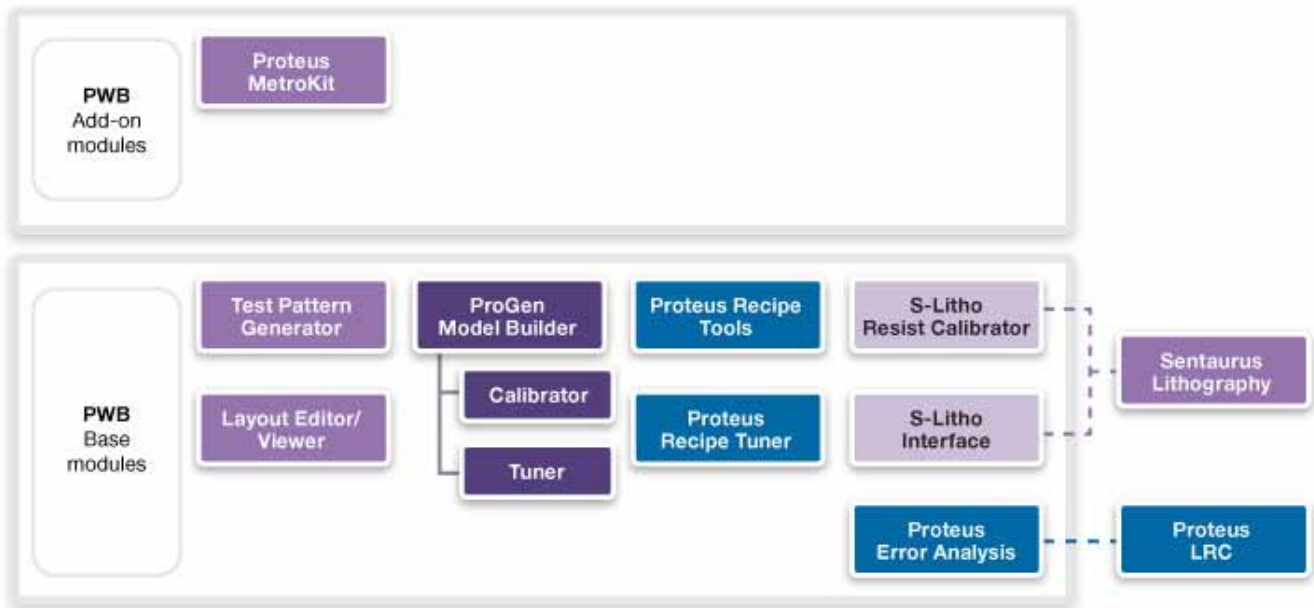 PWB
Add-on
modules
Proteus
MetroKit
PWB
Base
modules
Test Pattern
Generator
Layout Editor/
Viewer
ProGen
Model Builder
Calibrator
Tuner
Proteus Recipe
Tools
Proteus
Recipe Tuner
S-Litho
Resist Calibrator
S-Litho
Interface
Proteus
Error Analysis
Sentaurus
Lithography
Proteus
LRC